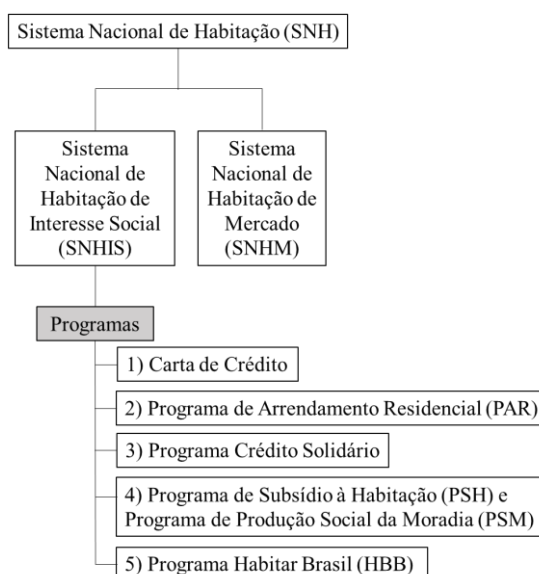 Sistema Nacional de Habitação (SNH)
Sistema
Nacional de
Habitação de
Interesse Social
(SNHIS)
Sistema
Nacional de
Habitação de
Mercado
(SNHM)
Programas
1) Carta de Crédito
2) Programa de Arrendamento Residencial (PAR)
3) Programa Crédito Solidário
4) Programa de Subsídio à Habitação (PSH) e
Programa de Produção Social da Moradia (PSM)
5) Programa Habitar Brasil (HBB)